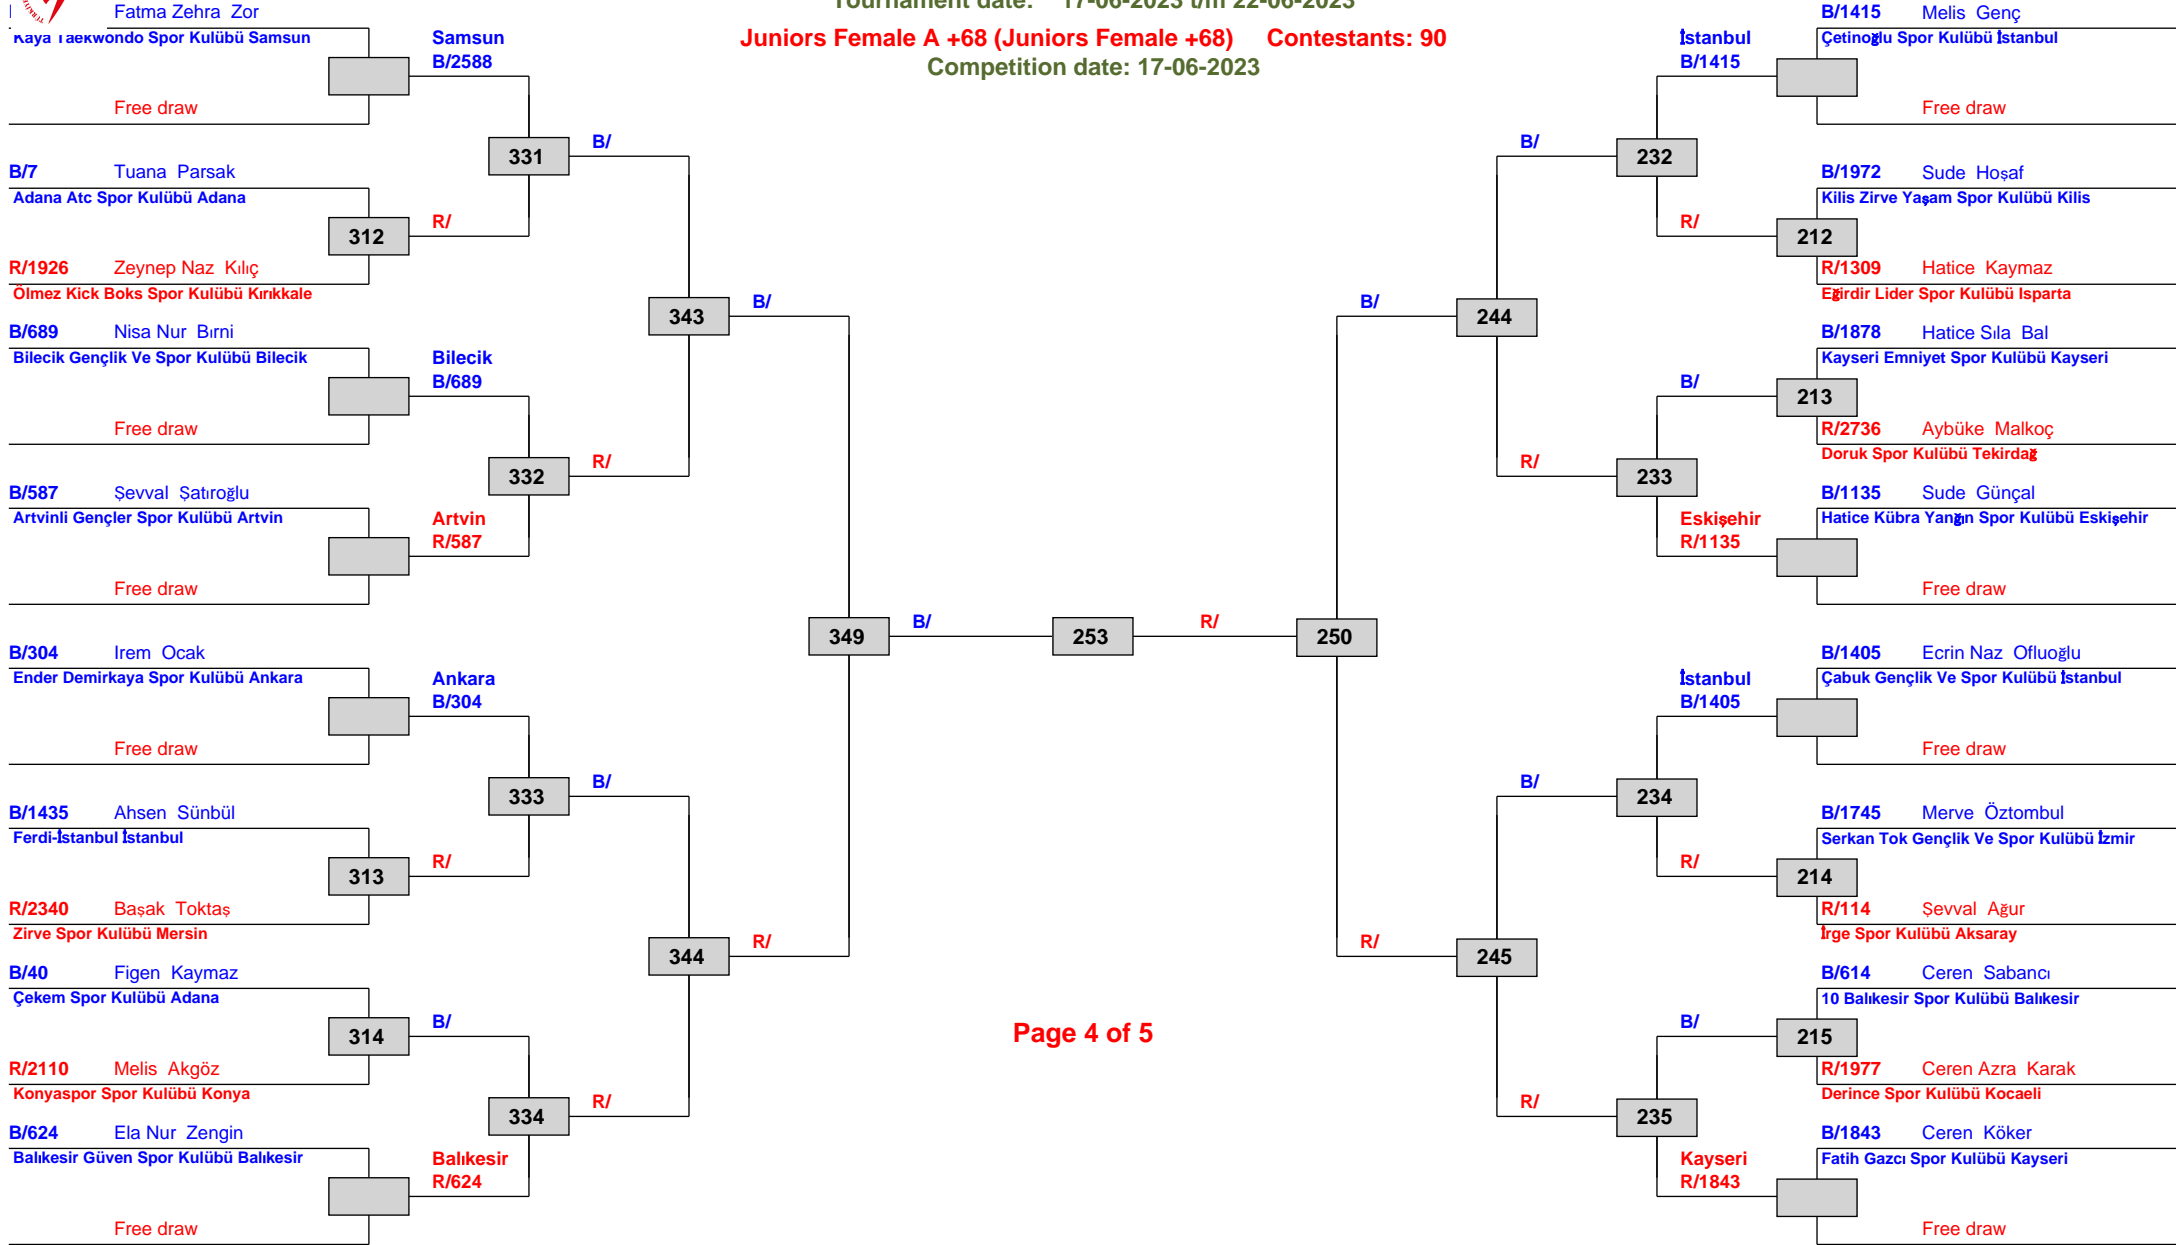 Tournament date: 17-06-2023 t/m 22-06-2023
Juniors Female A +68 (Juniors Female +68) Contestants: 90
Competition date: 17-06-2023
Fatma Zehra Zor
Kaya Taekwondo Spor Kulübü Samsun
Free draw
Samsun
B/2588
B/7 Tuana Parsak
Adana Atc Spor Kulübü Adana
312
R/1926 Zeynep Naz Kılıç
Ölmez Kick Boks Spor Kulübü Kırıkkale
R/
331
B/
B/689 Nisa Nur Bırni
Bilecik Gençlik Ve Spor Kulübü Bilecik
Free draw
Bilecik
B/689
B/587 Şevval Şatıroğlu
Artvinli Gençler Spor Kulübü Artvin
Free draw
Artvin
R/587
332
R/
343
B/
B/304 Irem Ocak
Ender Demirkaya Spor Kulübü Ankara
Free draw
Ankara
B/304
B/1435 Ahsen Sünbül
Ferdi-İstanbul İstanbul
313
R/2340 Başak Toktaş
Zirve Spor Kulübü Mersin
R/
333
B/
B/40 Figen Kaymaz
Çekem Spor Kulübü Adana
314
R/2110 Melis Akgöz
Konyaspor Spor Kulübü Konya
B/
B/624 Ela Nur Zengin
Balıkesir Güven Spor Kulübü Balıkesir
Free draw
Balıkesir
R/624
334
R/
344
R/
349
B/
253
R/
250
B/
244
B/
232
İstanbul
B/1415
B/1415 Melis Genç
Çetinoğlu Spor Kulübü İstanbul
Free draw
R/
B/1972 Sude Hoşaf
Kilis Zirve Yaşam Spor Kulübü Kilis
212
R/1309 Hatice Kaymaz
Eğirdir Lider Spor Kulübü Isparta
R/
233
B/
B/1878 Hatice Sıla Bal
Kayseri Emniyet Spor Kulübü Kayseri
213
R/2736 Aybüke Malkoç
Doruk Spor Kulübü Tekirdağ
Eskişehir
R/1135
B/1135 Sude Günçal
Hatice Kübra Yangın Spor Kulübü Eskişehir
Free draw
R/
245
B/
234
İstanbul
B/1405
B/1405 Ecrin Naz Ofluoğlu
Çabuk Gençlik Ve Spor Kulübü İstanbul
Free draw
R/
B/1745 Merve Öztombul
Serkan Tok Gençlik Ve Spor Kulübü İzmir
214
R/114 Şevval Ağur
İrge Spor Kulübü Aksaray
R/
235
B/
B/614 Ceren Sabancı
10 Balıkesir Spor Kulübü Balıkesir
215
R/1977 Ceren Azra Karak
Derince Spor Kulübü Kocaeli
Kayseri
R/1843
B/1843 Ceren Köker
Fatih Gazcı Spor Kulübü Kayseri
Free draw
Page 4 of 5